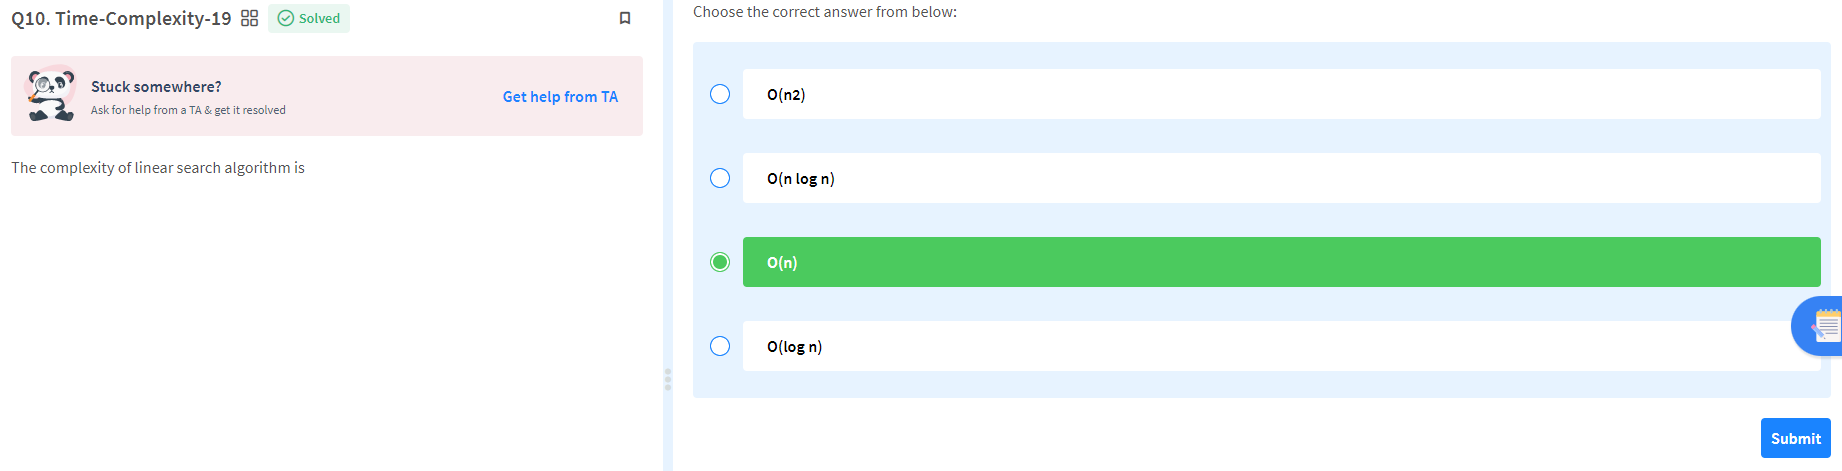 Q10. Time-Complexity-19
Solved
Stuck somewhere?
Ask for help from a TA & get it resolved
Get help from TA
The complexity of linear search algorithm is
Choose the correct answer from below:
O(n2)
O(n log n)
O(n)
O(log n)
Submit